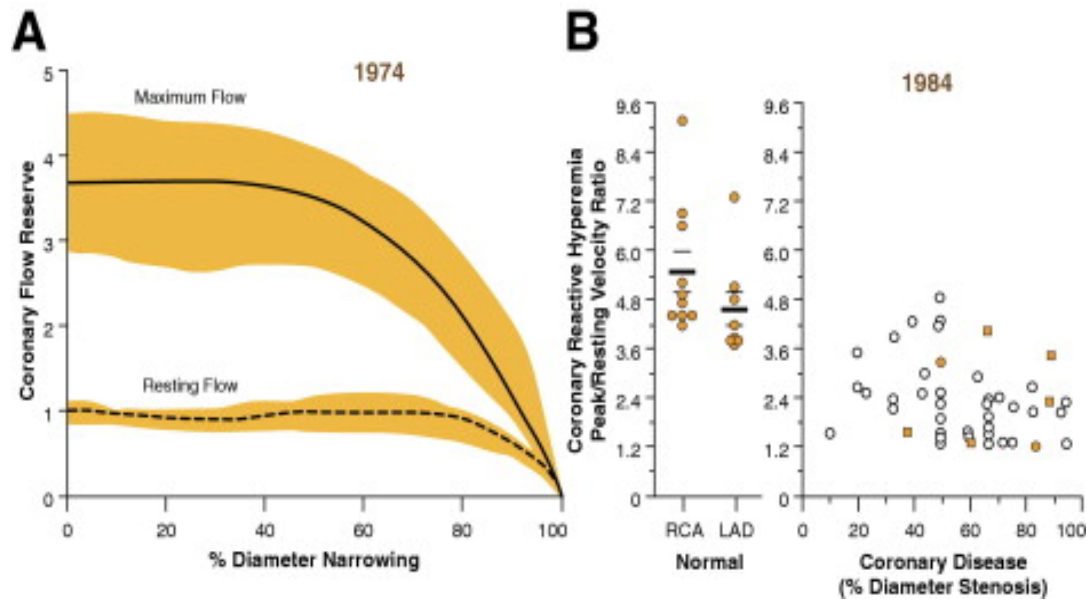 A
1974
5
4
3
2
1
0
Coronary Flow Reserve
Maximum Flow
Resting Flow
0 20 40 60 80 100
% Diameter Narrowing
B
1984
Coronary Reactive Hyperemia
Peak/Resting Velocity Ratio
9.6
8.4
7.2
6.0
4.8
3.6
2.4
1.2
0
RCA LAD
Normal
9.6
8.4
7.2
6.0
4.8
3.6
2.4
1.2
0
0 20 40 60 80 100
Coronary Disease
(% Diameter Stenosis)